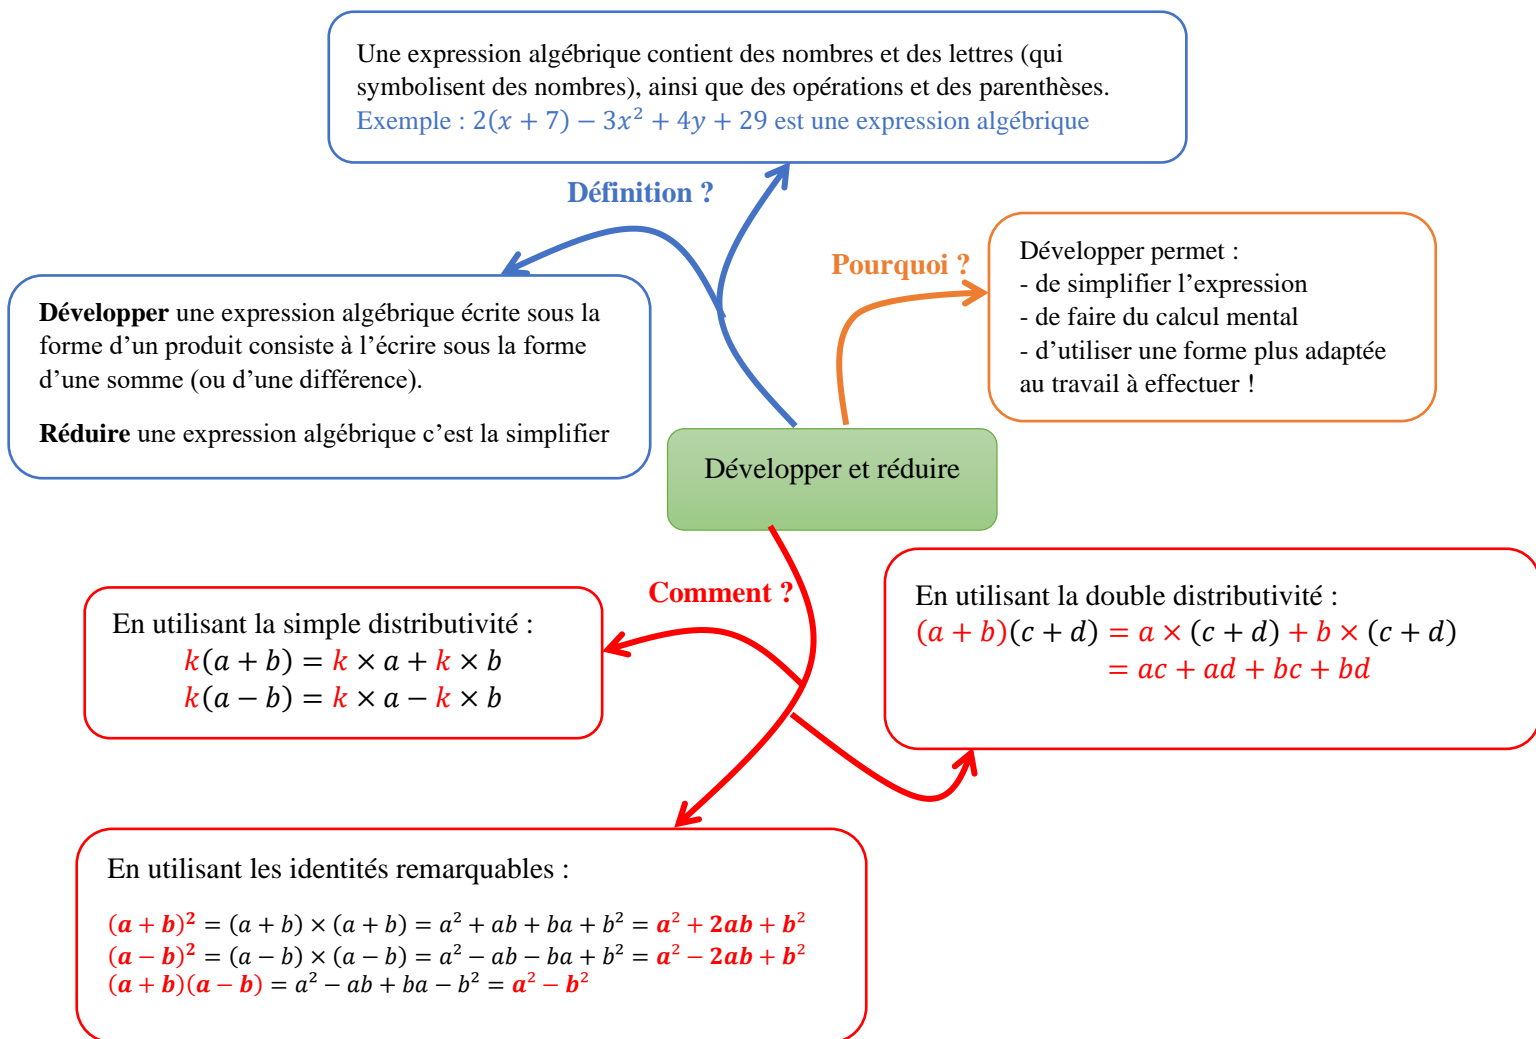 Une expression algébrique contient des nombres et des lettres (qui
symbolisent des nombres), ainsi que des opérations et des parenthèses.
Exemple : 2(x + 7) − 3x² + 4y + 29 est une expression algébrique
Définition ?
Pourquoi ?
Développer permet :
- de simplifier l’expression
- de faire du calcul mental
- d’utiliser une forme plus adaptée
au travail à effectuer !
Développer une expression algébrique écrite sous la
forme d’un produit consiste à l’écrire sous la forme
d’une somme (ou d’une différence).
Réduire une expression algébrique c’est la simplifier
Développer et réduire
Comment ?
En utilisant la simple distributivité :
k(a + b) = k × a + k × b
k(a − b) = k × a − k × b
En utilisant la double distributivité :
(a + b)(c + d) = a × (c + d) + b × (c + d)
= ac + ad + bc + bd
En utilisant les identités remarquables :
(a + b)² = (a + b) × (a + b) = a² + ab + ba + b² = a² + 2ab + b²
(a − b)² = (a − b) × (a − b) = a² − ab − ba + b² = a² − 2ab + b²
(a + b)(a − b) = a² − ab + ba − b² = a² − b²